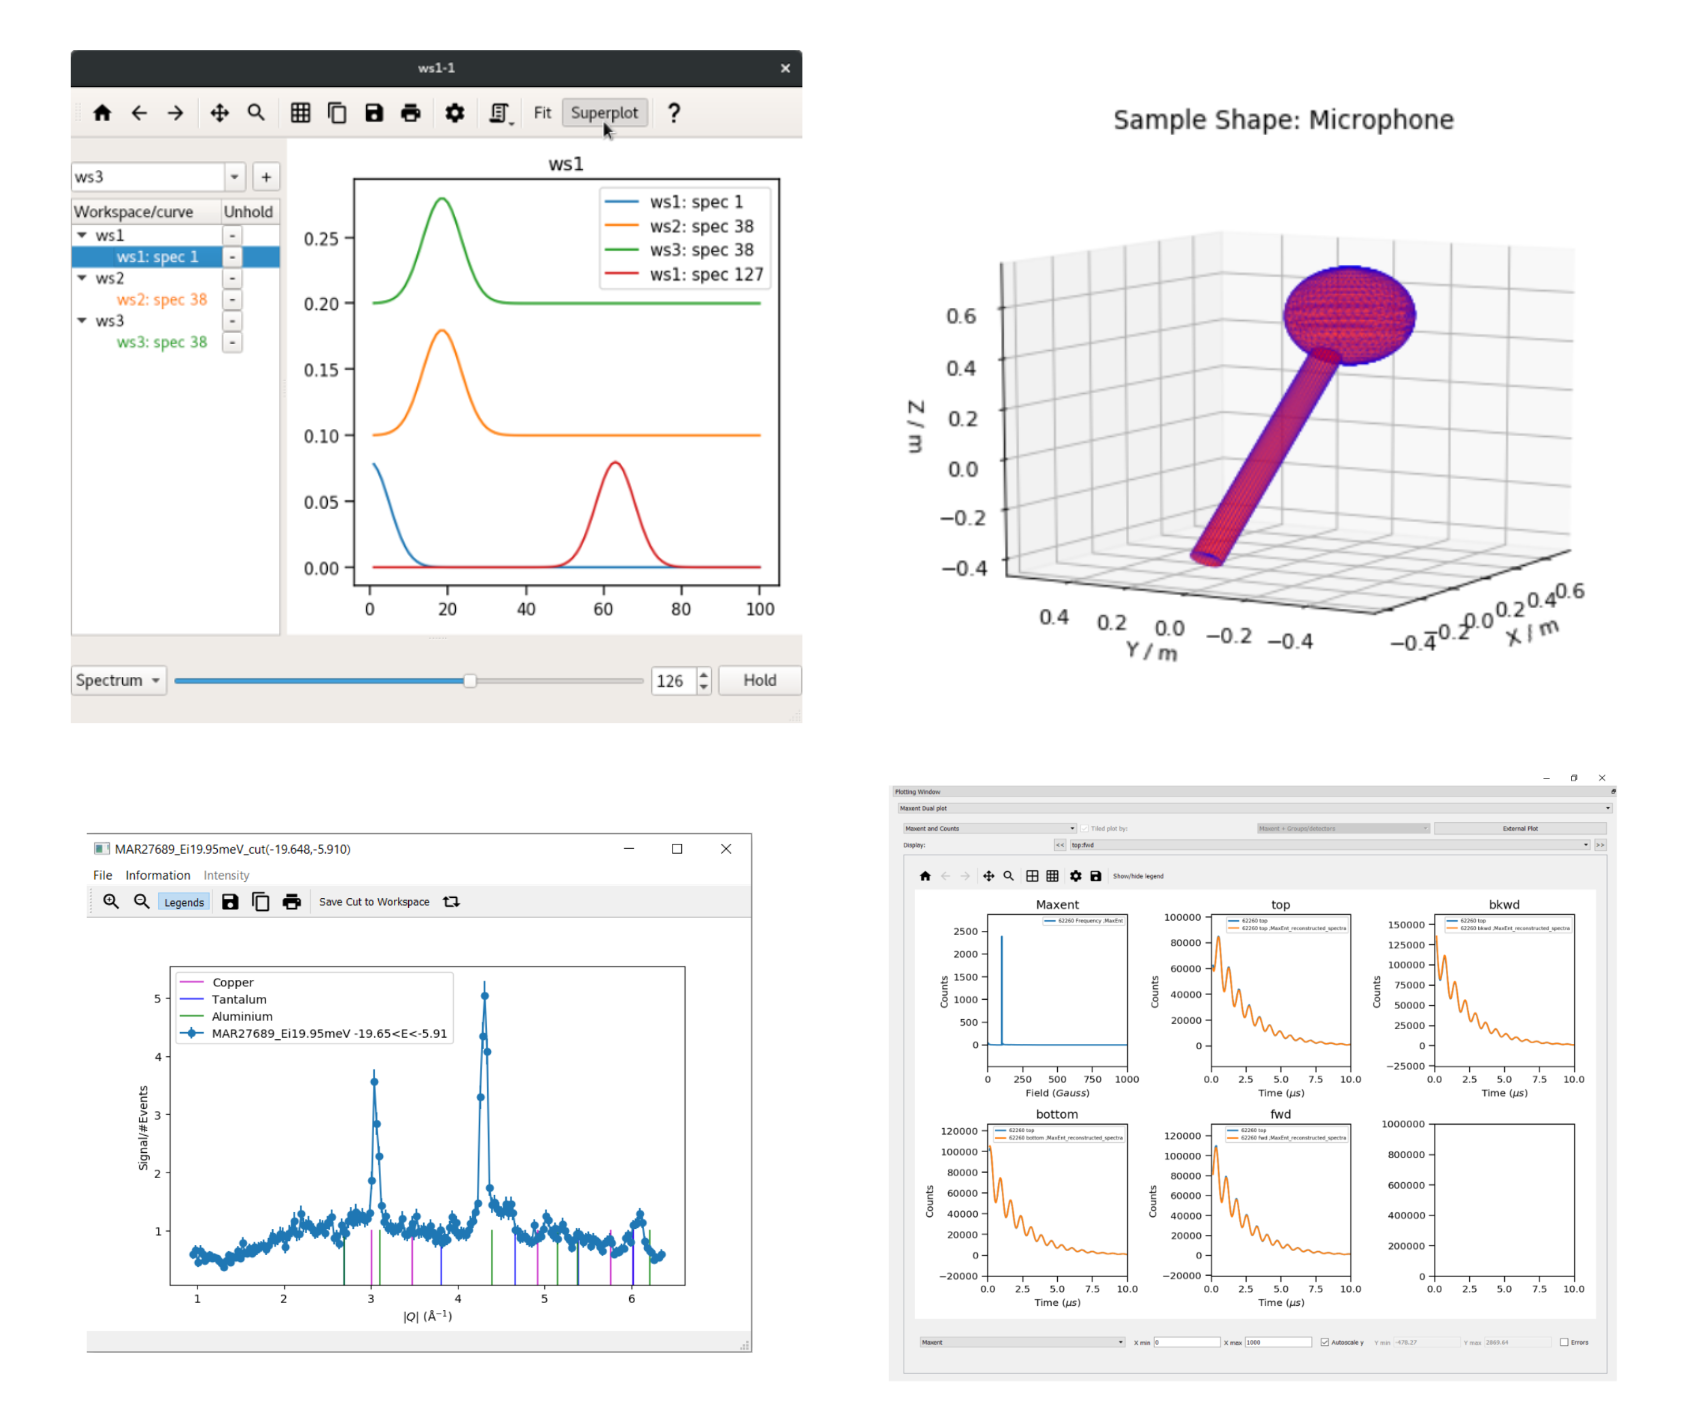 ws1-1
Fit Superplot ?
ws3 +
Workspace/curve Unhold
ws1 -
ws1: spec 1 -
ws2 -
ws2: spec 38 -
ws3 -
ws3: spec 38 -
ws1
ws1: spec 1
ws2: spec 38
ws3: spec 38
ws1: spec 127
0.25
0.20
0.15
0.10
0.05
0.00
0 20 40 60 80 100
Spectrum 126 Hold
Sample Shape: Microphone
0.6
0.4
0.2
0.0
−0.2
−0.4
Z / m
0.4 0.2 0.0 −0.2 −0.4
Y / m
−0.4 −0.2 0.0 0.2 0.4 0.6
X / m
MAR27689_Ei19.95meV_cut(-19.648,-5.910)
File Information Intensity
Legends Save Cut to Workspace
Copper
Tantalum
Aluminium
MAR27689_Ei19.95meV -19.65<E<-5.91
5
4
3
2
1
Signal/#Events
1 2 3 4 5 6
|Q| (Å−1)
Plotting Window
Maxent Dual plot
Maxent and Counts Tiled plot by: Maxent + Groups/detectors External Plot
Display: << top:fwd >>
Show/hide legend
Maxent
62260 Frequency ;MaxEnt
2500
2000
1500
1000
500
0
Counts
0 250 500 750 1000
Field (Gauss)
top
62260 top
62260 top ;MaxEnt_reconstructed_spectra
100000
80000
60000
40000
20000
0
Counts
0.0 2.5 5.0 7.5 10.0
Time (μs)
bkwd
62260 top
62260 bkwd ;MaxEnt_reconstructed_spectra
150000
125000
100000
75000
50000
25000
0
−25000
Counts
0.0 2.5 5.0 7.5 10.0
Time (μs)
bottom
62260 top
62260 bottom ;MaxEnt_reconstructed_spectra
120000
100000
80000
60000
40000
20000
0
−20000
Counts
0.0 2.5 5.0 7.5 10.0
Time (μs)
fwd
62260 top
62260 fwd ;MaxEnt_reconstructed_spectra
120000
100000
80000
60000
40000
20000
0
−20000
Counts
0.0 2.5 5.0 7.5 10.0
Time (μs)
1000000
800000
600000
400000
200000
0
0.0 2.5 5.0 7.5 10.0
Maxent X min 0 X max 1000 Autoscale y Y min -478.27 Y max 2869.64 Errors